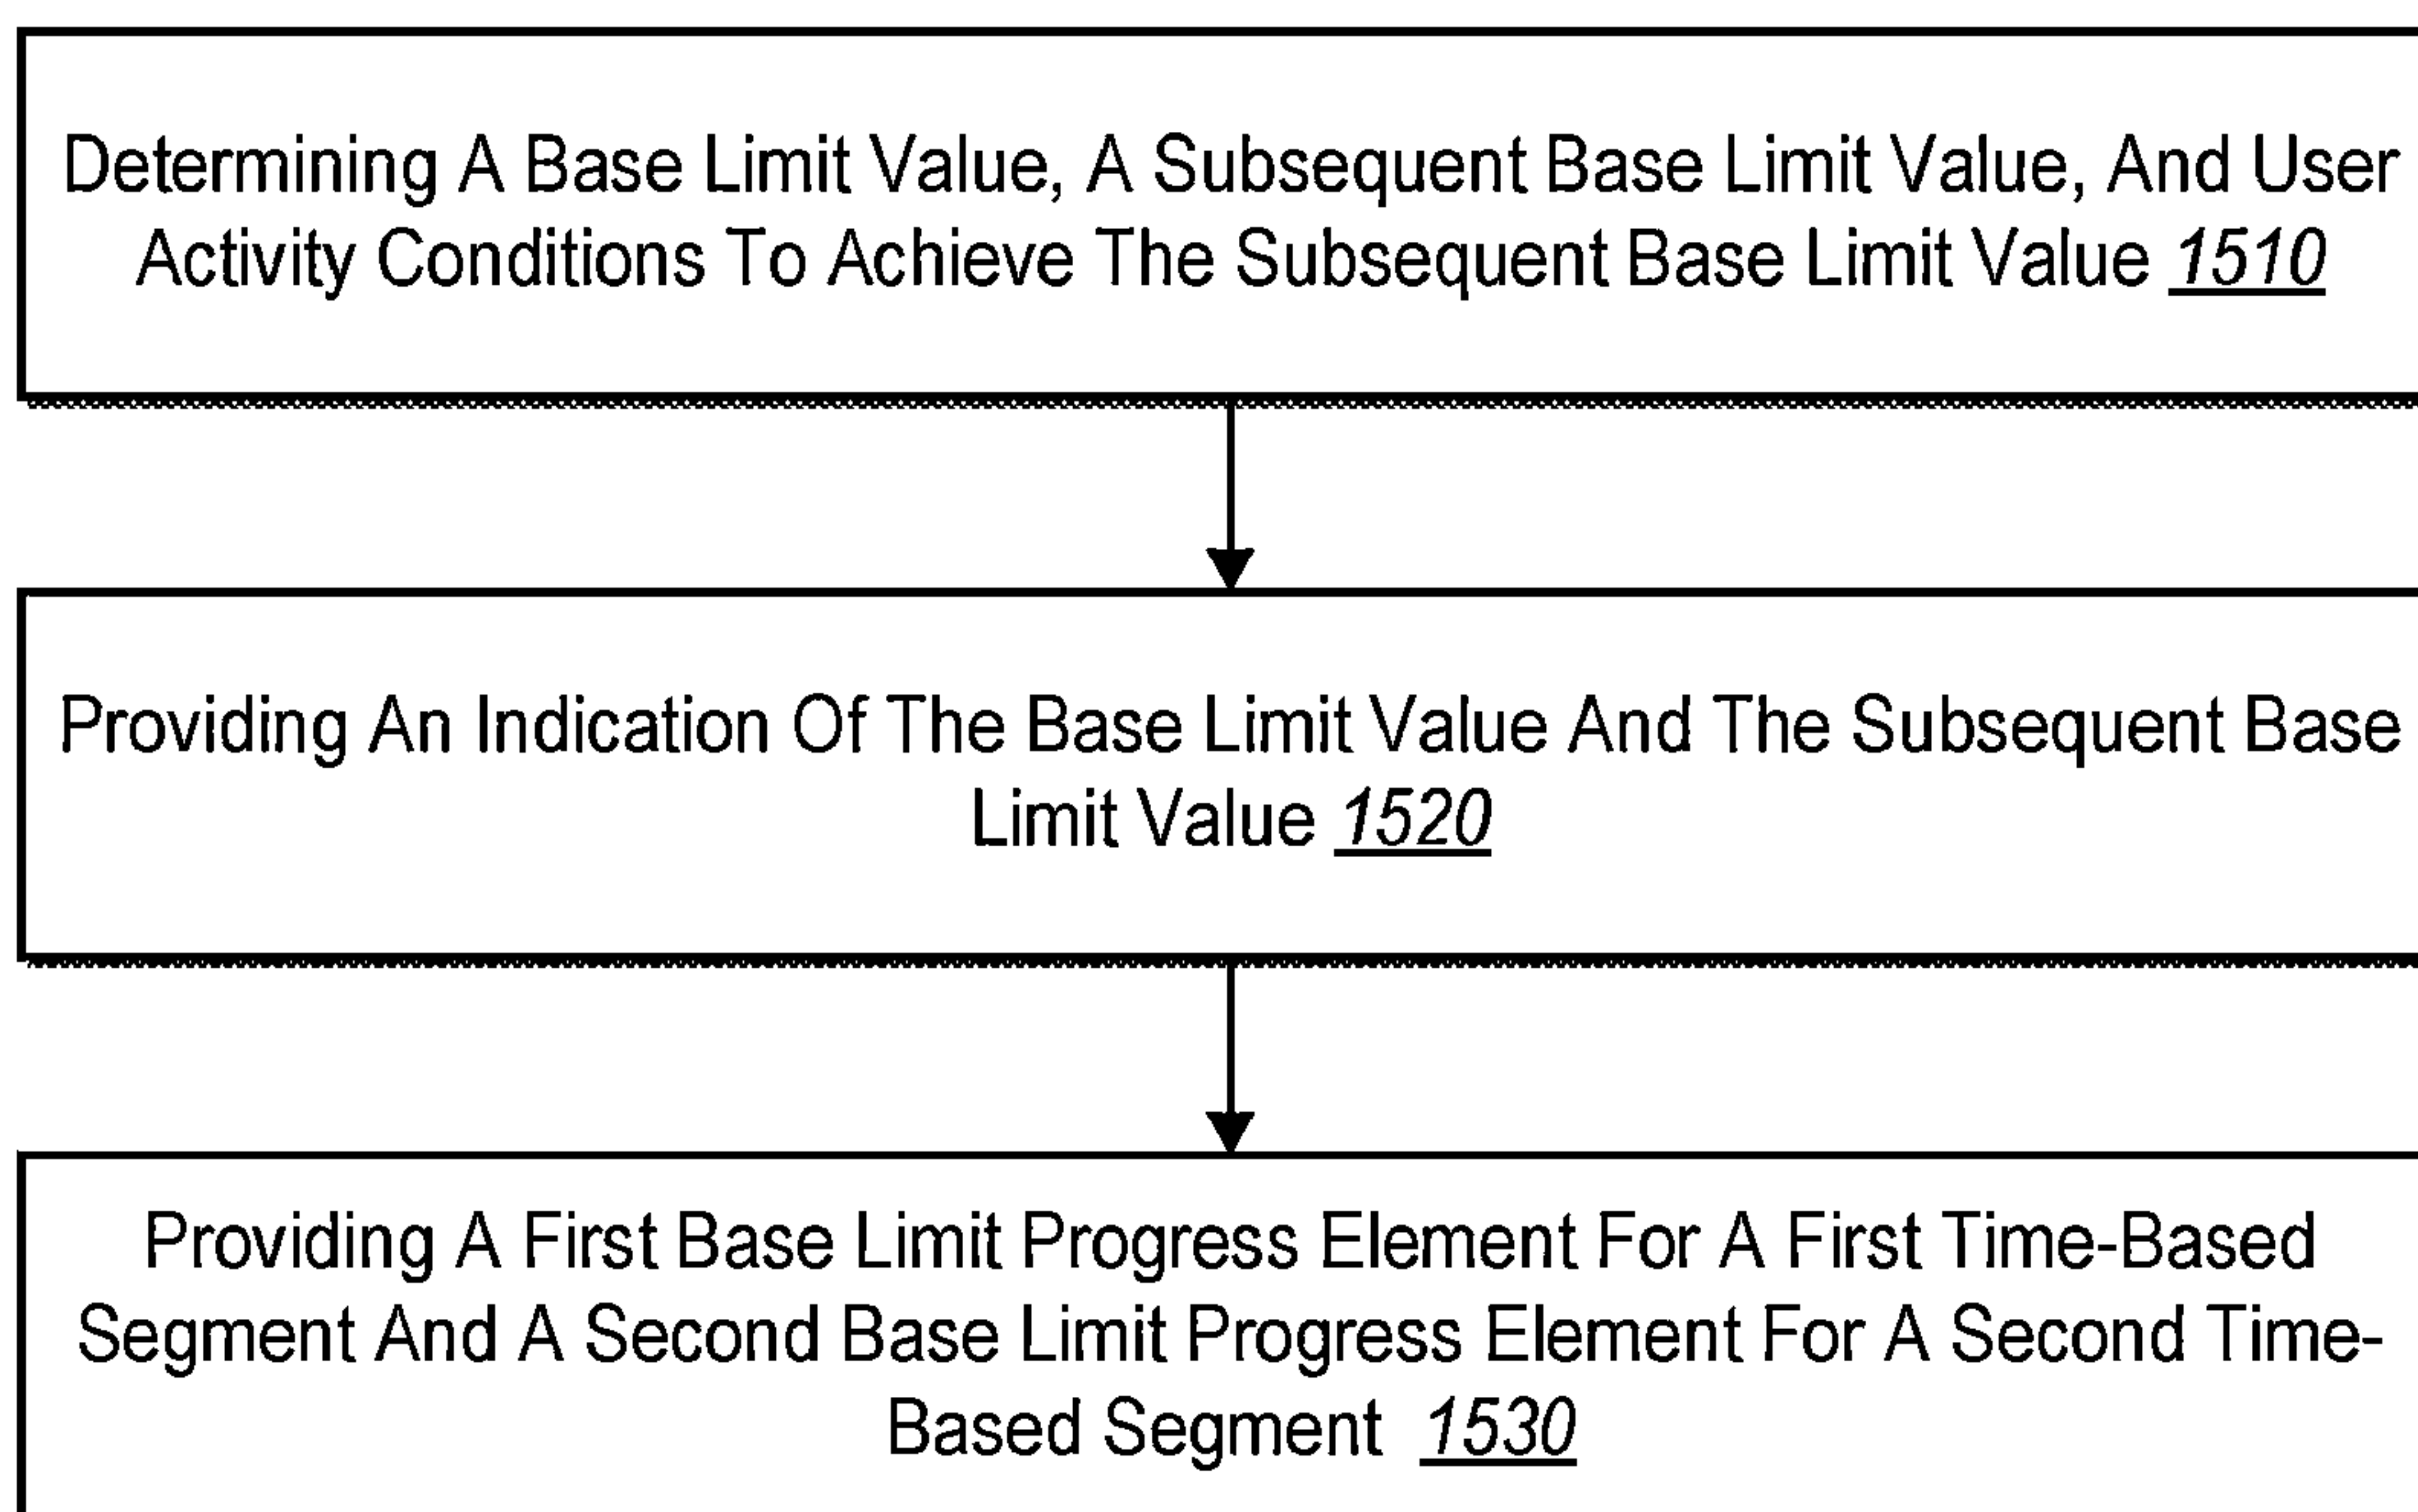 Determining A Base Limit Value, A Subsequent Base Limit Value, And User
Activity Conditions To Achieve The Subsequent Base Limit Value 1510
Providing An Indication Of The Base Limit Value And The Subsequent Base
Limit Value 1520
Providing A First Base Limit Progress Element For A First Time-Based
Segment And A Second Base Limit Progress Element For A Second Time-
Based Segment 1530